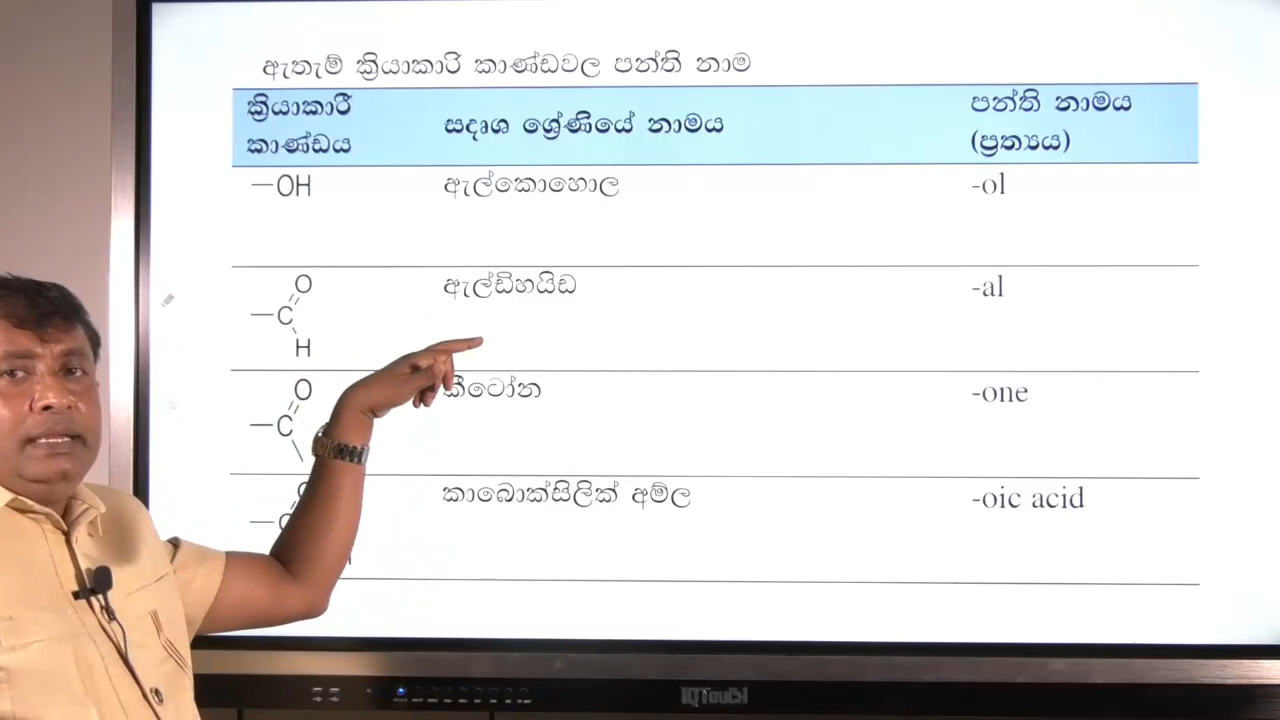 ඇතැම් ක්‍රියාකාරි කාණ්ඩවල පන්ති නාම
ක්‍රියාකාරී කාණ්ඩය	සදෘශ ශ්‍රේණියේ නාමය	පන්ති නාමය (ප්‍රත්‍යය)
—OH	ඇල්කොහොල	-ol
O
ඇල්ඩිහයිඩ	-al
—C
H
O
කීටෝන	-one
—C
කාබොක්සිලික් අම්ල	-oic acid
IQTouCH